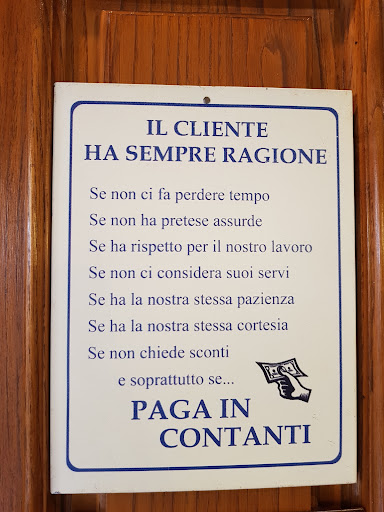 IL CLIENTE
HA SEMPRE RAGIONE
Se non ci fa perdere tempo
Se non ha pretese assurde
Se ha rispetto per il nostro lavoro
Se non ci considera suoi servi
Se ha la nostra stessa pazienza
Se ha la nostra stessa cortesia
Se non chiede sconti
e soprattutto se...
PAGA IN
CONTANTI